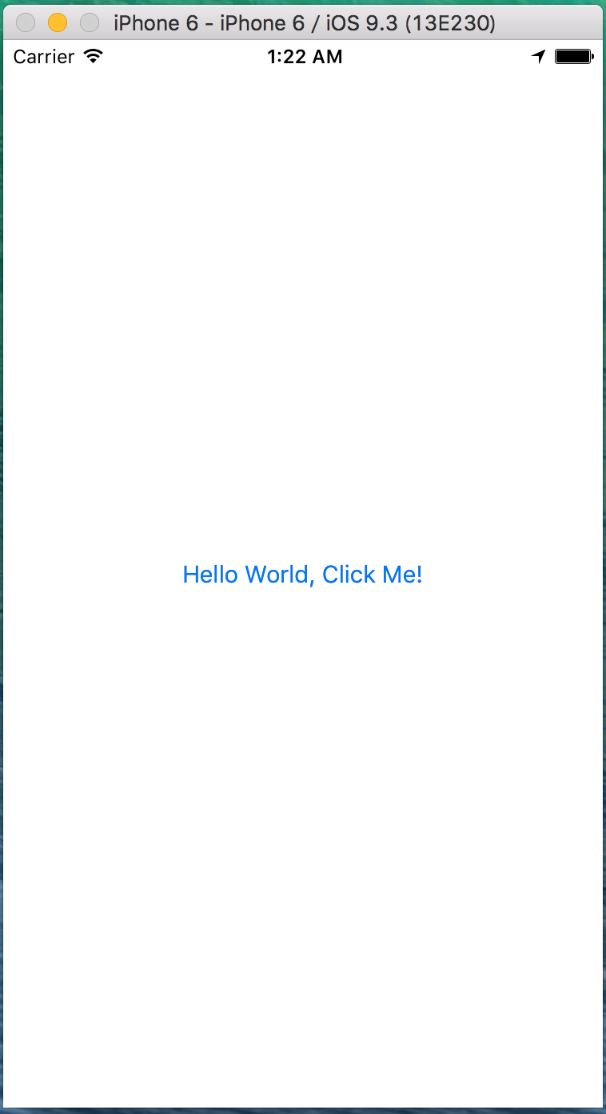 iPhone 6 - iPhone 6 / iOS 9.3 (13E230)
Carrier 1:22 AM
Hello World, Click Me!